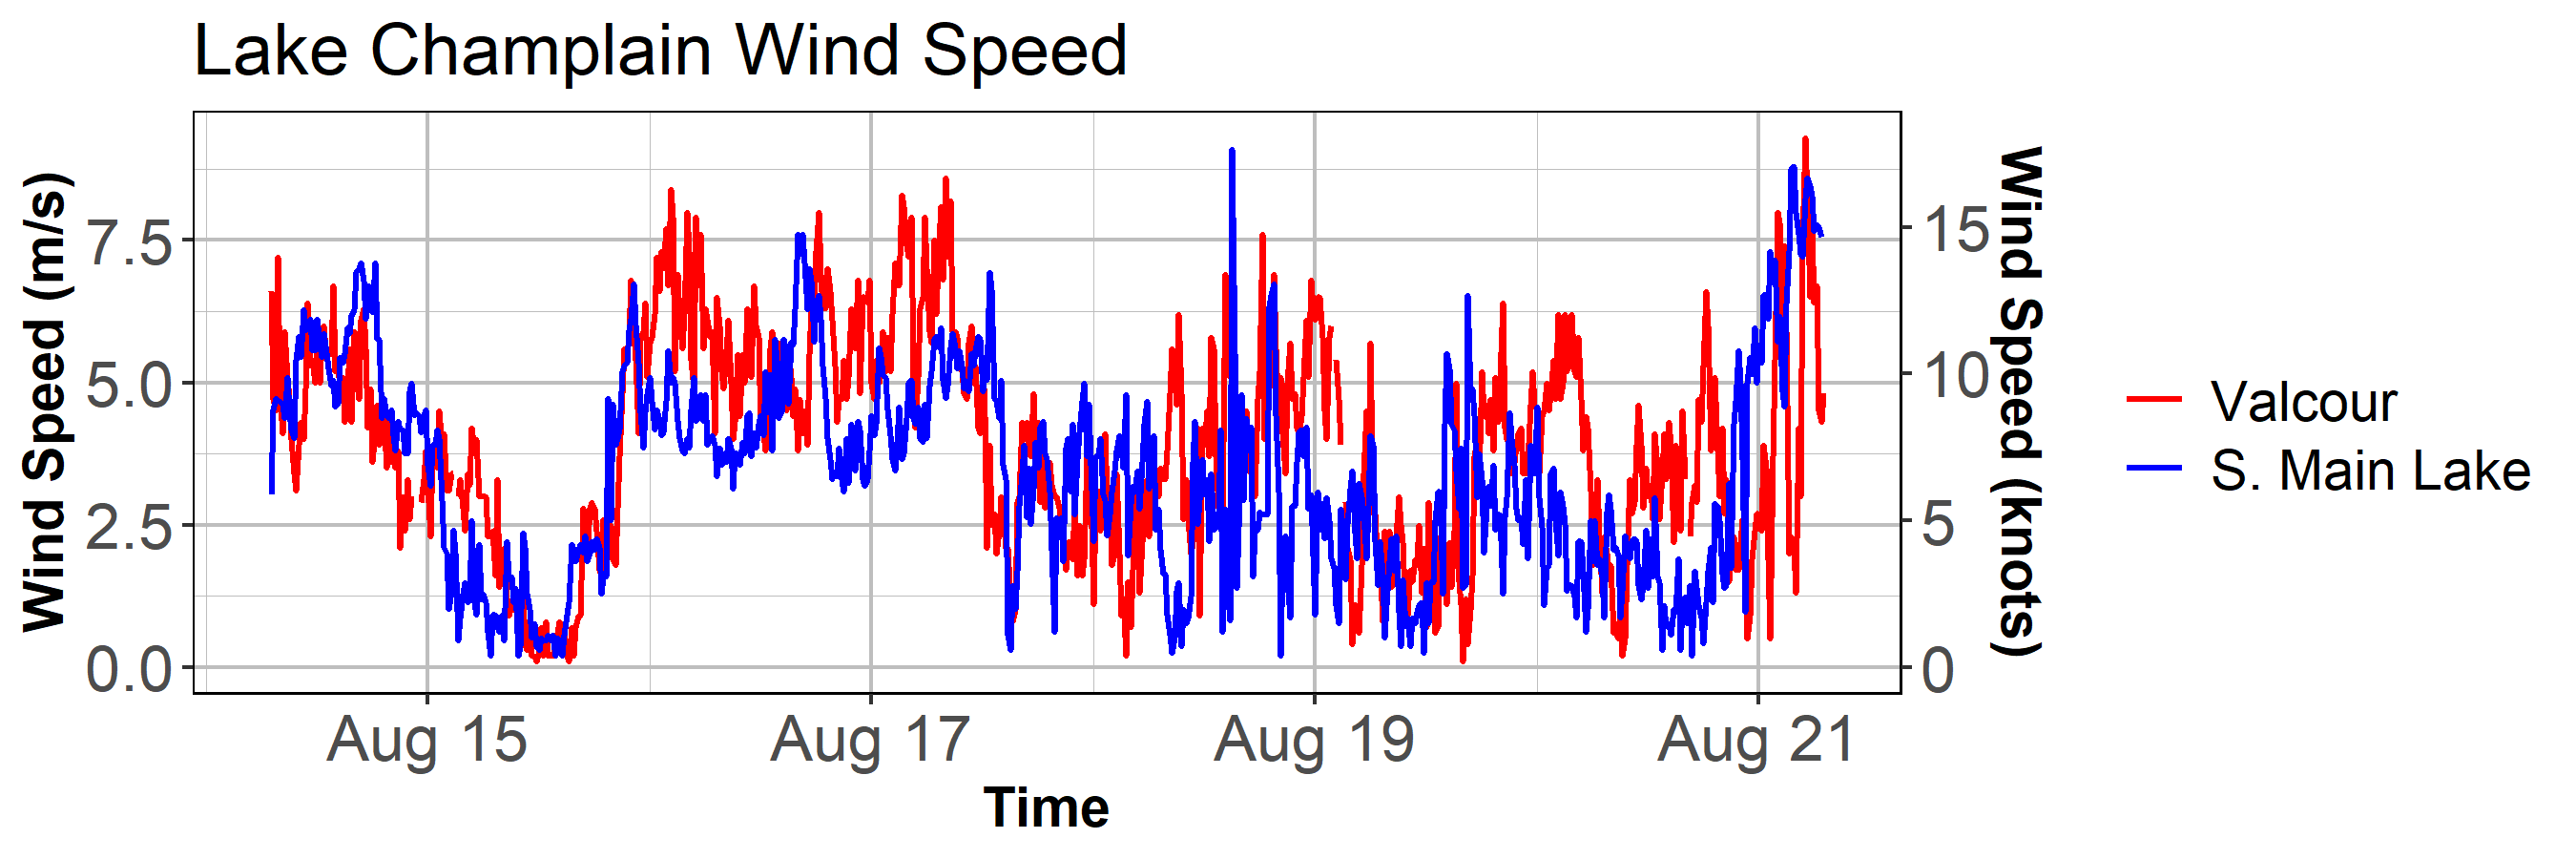 Lake Champlain Wind Speed
Wind Speed (m/s)
7.5
5.0
2.5
0.0
15
10
5
0
Wind Speed (knots)
Aug 15
Aug 17
Aug 19
Aug 21
Time
Valcour
S. Main Lake